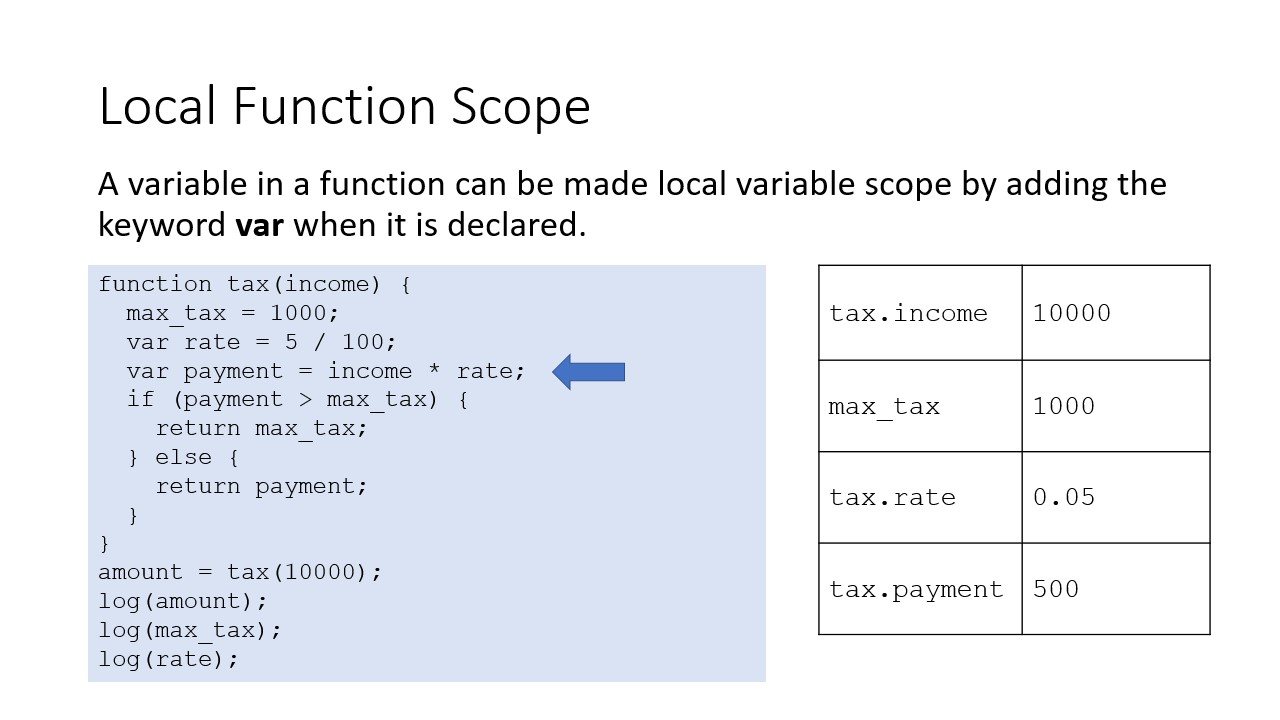 Local Function Scope
A variable in a function can be made local variable scope by adding the
keyword var when it is declared.
function tax(income) {
  max_tax = 1000;
  var rate = 5 / 100;
  var payment = income * rate;
  if (payment > max_tax) {
    return max_tax;
  } else {
    return payment;
  }
}
amount = tax(10000);
log(amount);
log(max_tax);
log(rate);
tax.income 10000
max_tax 1000
tax.rate 0.05
tax.payment 500